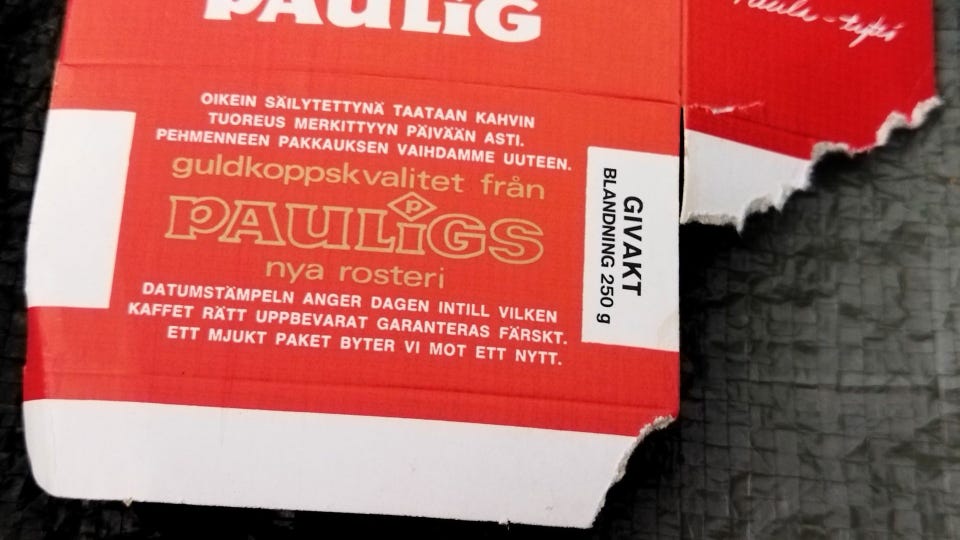 PAULIG
Paula-tyttö
OIKEIN SÄILYTETTYNÄ TAATAAN KAHVIN
TUOREUS MERKITTYYN PÄIVÄÄN ASTI.
PEHMENNEEN PAKKAUKSEN VAIHDAMME UUTEEN.
guldkoppskvalitet från
P
PAULiGS
nya rosteri
DATUMSTÄMPELN ANGER DAGEN INTILL VILKEN
KAFFET RÄTT UPPBEVARAT GARANTERAS FÄRSKT.
ETT MJUKT PAKET BYTER VI MOT ETT NYTT.
GIVAKT
BLANDNING 250 g